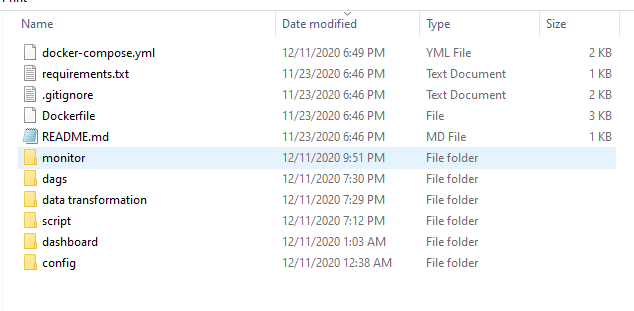 Name Date modified Type Size
docker-compose.yml 12/11/2020 6:49 PM YML File 2 KB
requirements.txt 11/23/2020 6:46 PM Text Document 1 KB
.gitignore 11/23/2020 6:46 PM Text Document 2 KB
Dockerfile 11/23/2020 6:46 PM File 3 KB
README.md 11/23/2020 6:46 PM MD File 1 KB
monitor 12/11/2020 9:51 PM File folder
dags 12/11/2020 7:30 PM File folder
data transformation 12/11/2020 7:29 PM File folder
script 12/11/2020 7:12 PM File folder
dashboard 12/11/2020 1:03 AM File folder
config 12/11/2020 12:38 AM File folder